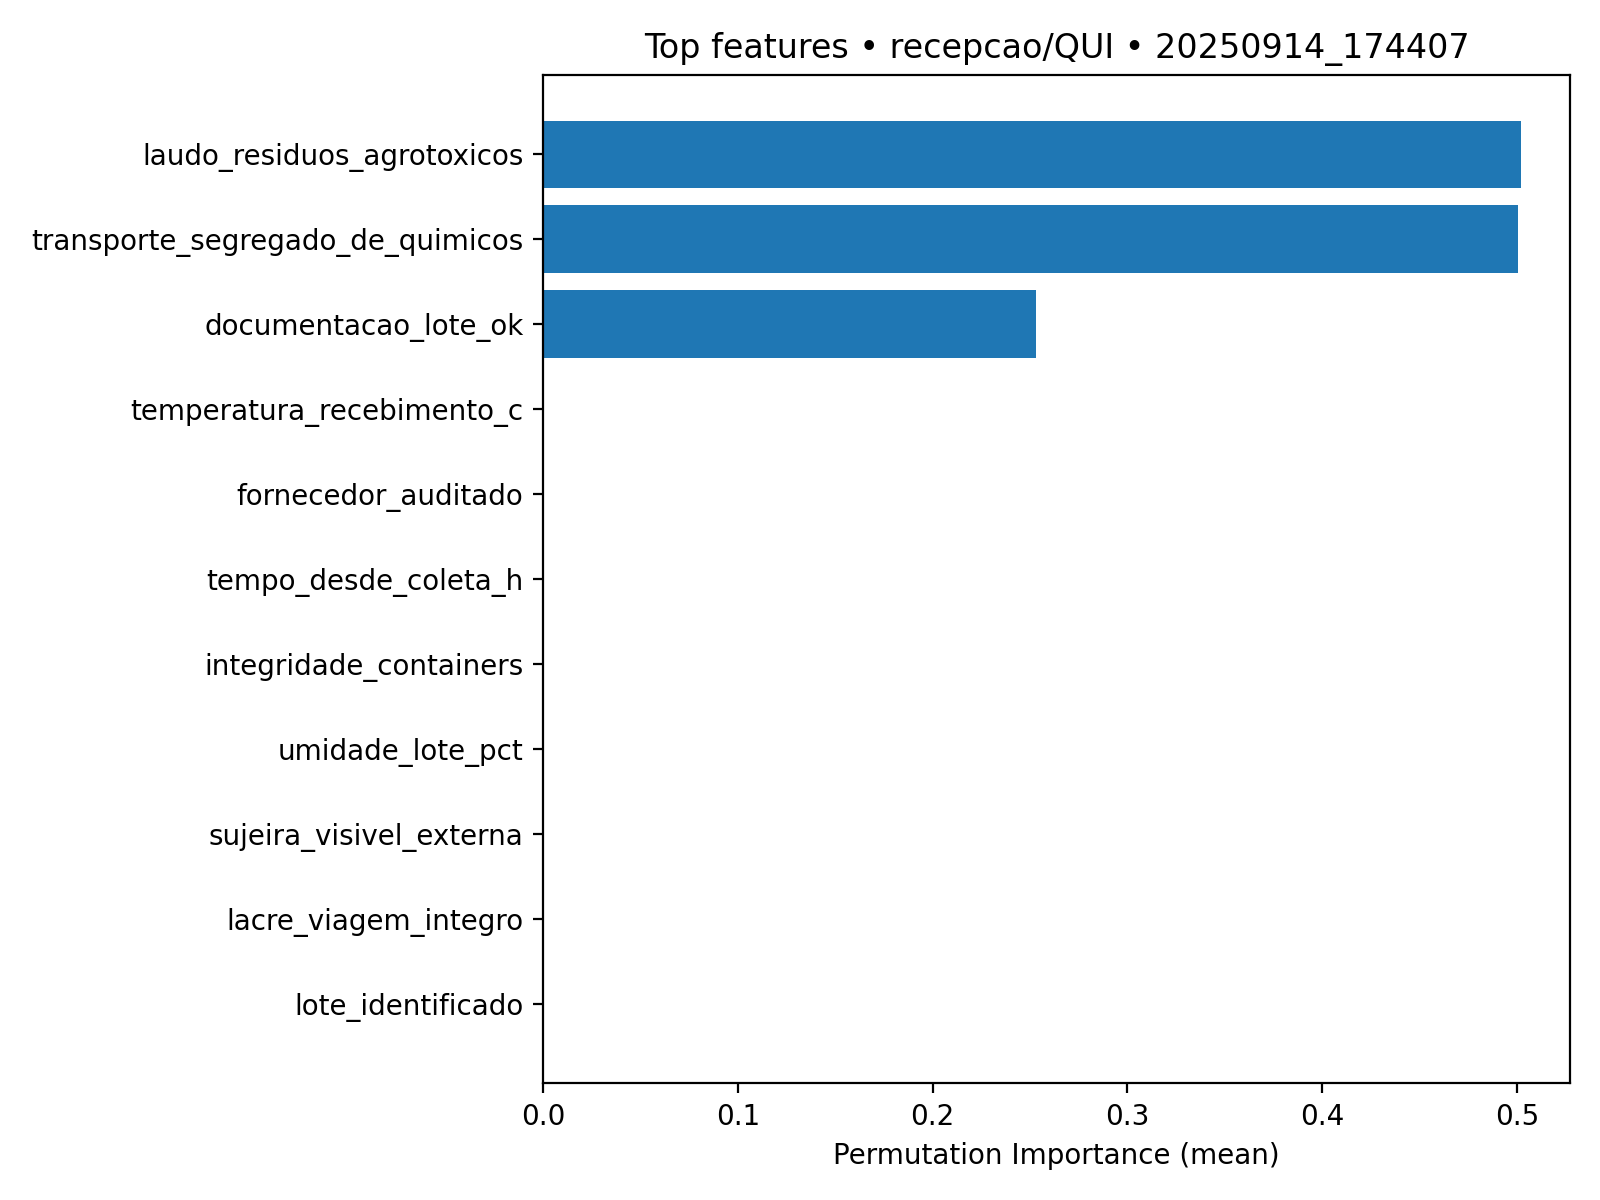 Top features • recepcao/QUI • 20250914_174407
laudo_residuos_agrotoxicos
transporte_segregado_de_quimicos
documentacao_lote_ok
temperatura_recebimento_c
fornecedor_auditado
tempo_desde_coleta_h
integridade_containers
umidade_lote_pct
sujeira_visivel_externa
lacre_viagem_integro
lote_identificado
0.0 0.1 0.2 0.3 0.4 0.5
Permutation Importance (mean)